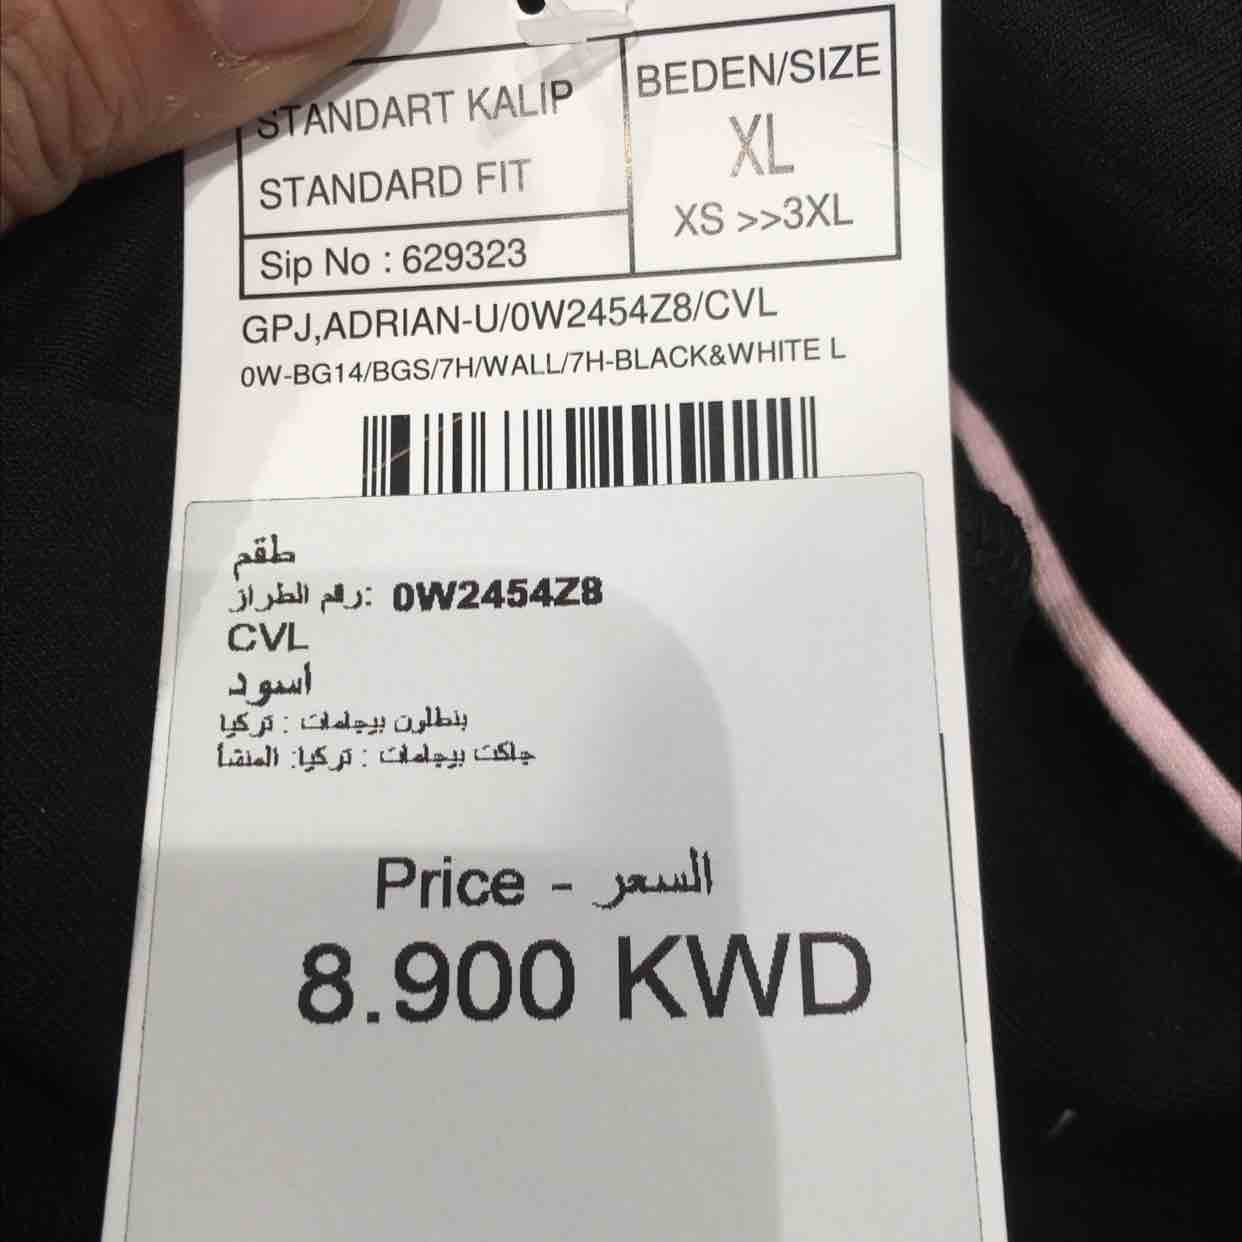 STANDART KALIP
STANDARD FIT
Sip No : 629323
BEDEN/SIZE
XL
XS >>3XL
GPJ,ADRIAN-U/0W2454Z8/CVL
0W-BG14/BGS/7H/WALL/7H-BLACK&WHITE L
طقم
رقم الطراز: 0W2454Z8
CVL
اسود
بنطلون بيجامات : تركيا
جاكت بيجامات : تركيا: المنشأ
Price - السعر
8.900 KWD